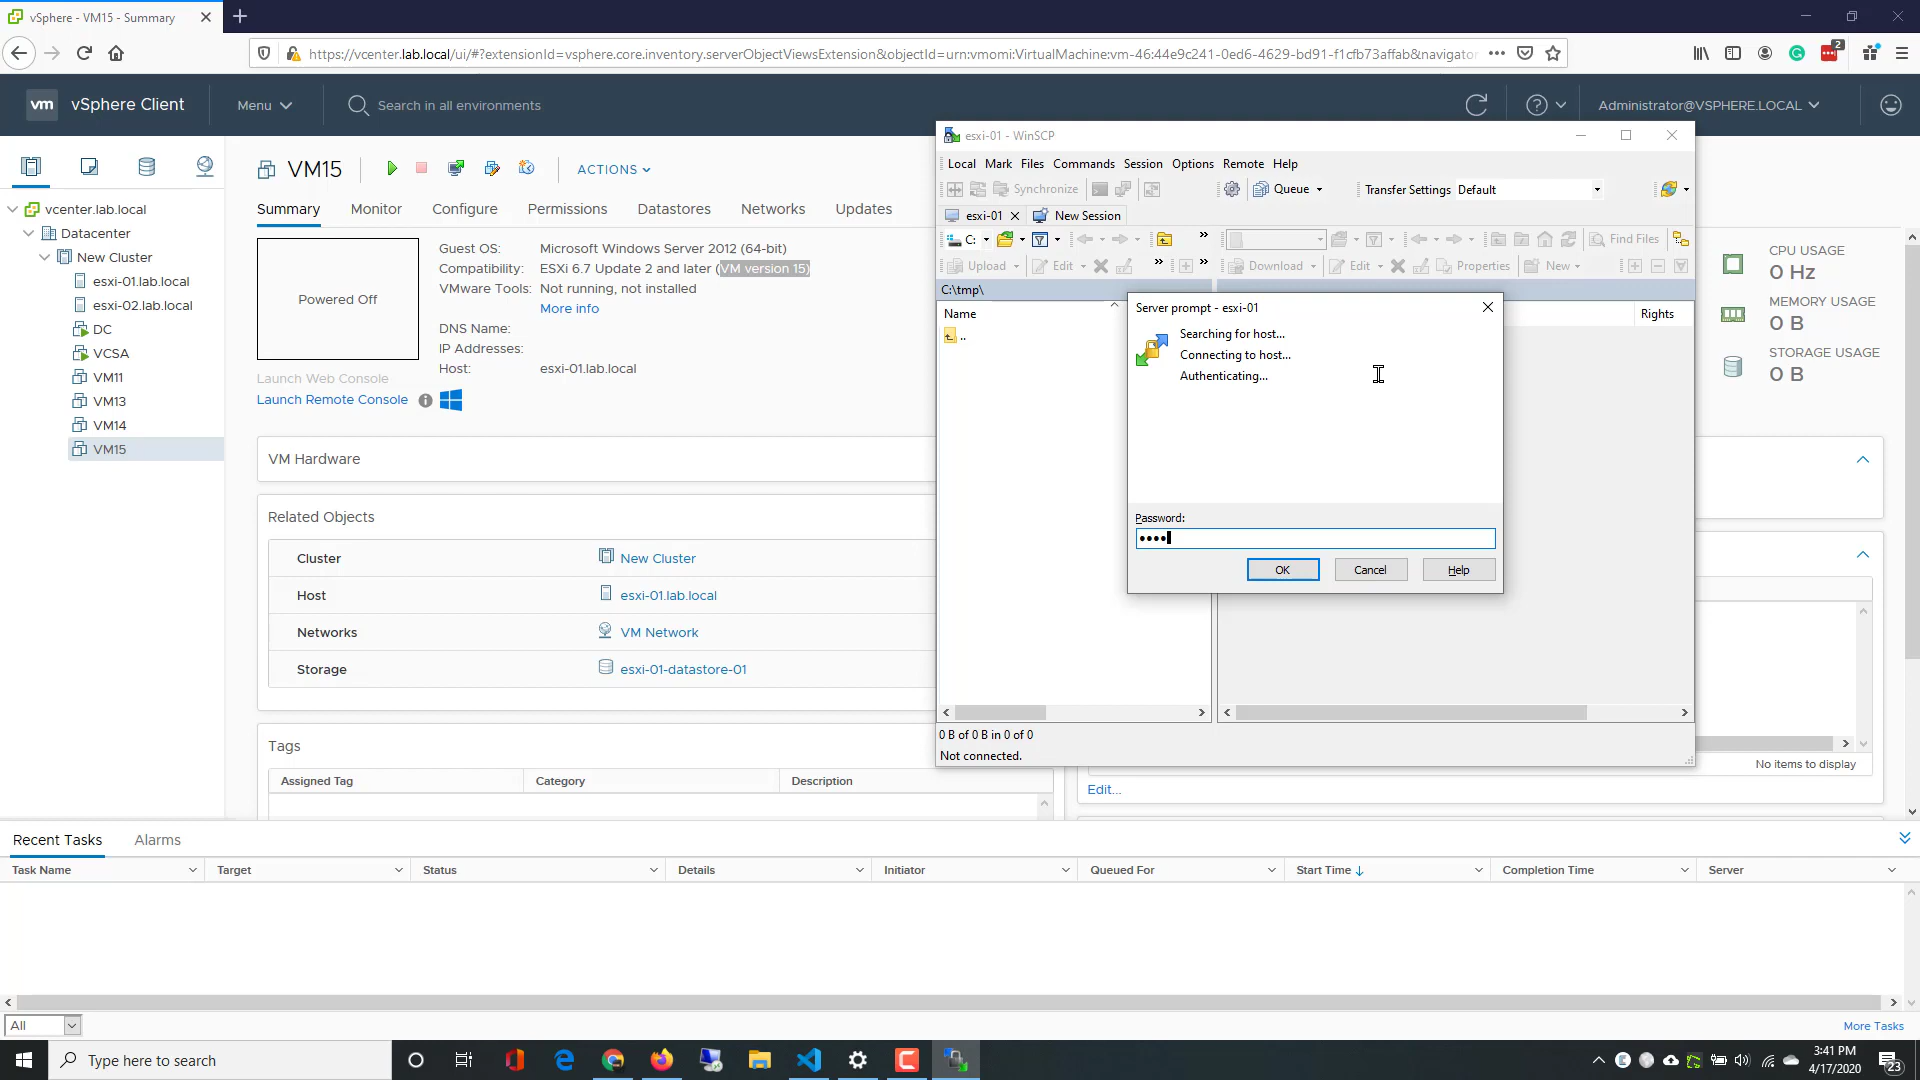 vSphere - VM15 - Summary
https://vcenter.lab.local/ui/#?extensionId=vsphere.core.inventory.serverObjectViewsExtension&objectId=urn:vmomi:VirtualMachine:vm-46:44e9c241-0ed6-4629-bd91-f1cfb73affab&navigator
2
vm vSphere Client Menu Search in all environments Administrator@VSPHERE.LOCAL
vcenter.lab.local
Datacenter
New Cluster
esxi-01.lab.local
esxi-02.lab.local
DC
VCSA
VM11
VM13
VM14
VM15
VM15 ACTIONS
Summary Monitor Configure Permissions Datastores Networks Updates
Powered Off
Guest OS: Microsoft Windows Server 2012 (64-bit)
Compatibility: ESXi 6.7 Update 2 and later (VM version 15)
VMware Tools: Not running, not installed
More info
DNS Name:
IP Addresses:
Host: esxi-01.lab.local
Launch Web Console
Launch Remote Console
VM Hardware
Related Objects
Cluster New Cluster
Host esxi-01.lab.local
Networks VM Network
Storage esxi-01-datastore-01
Tags
Assigned Tag Category Description
CPU USAGE
0 Hz
MEMORY USAGE
0 B
STORAGE USAGE
0 B
No items to display
Edit...
esxi-01 - WinSCP
Local Mark Files Commands Session Options Remote Help
Synchronize Queue Transfer Settings Default
esxi-01 New Session
C: Find Files
Upload Edit Download Edit Properties New
C:\tmp\
Name Rights
..
Server prompt - esxi-01
Searching for host...
Connecting to host...
Authenticating...
Password:
••••
OK Cancel Help
0 B of 0 B in 0 of 0
Not connected.
Recent Tasks Alarms
Task Name Target Status Details Initiator Queued For Start Time Completion Time Server
All
More Tasks
Type here to search
3:41 PM
4/17/2020
23